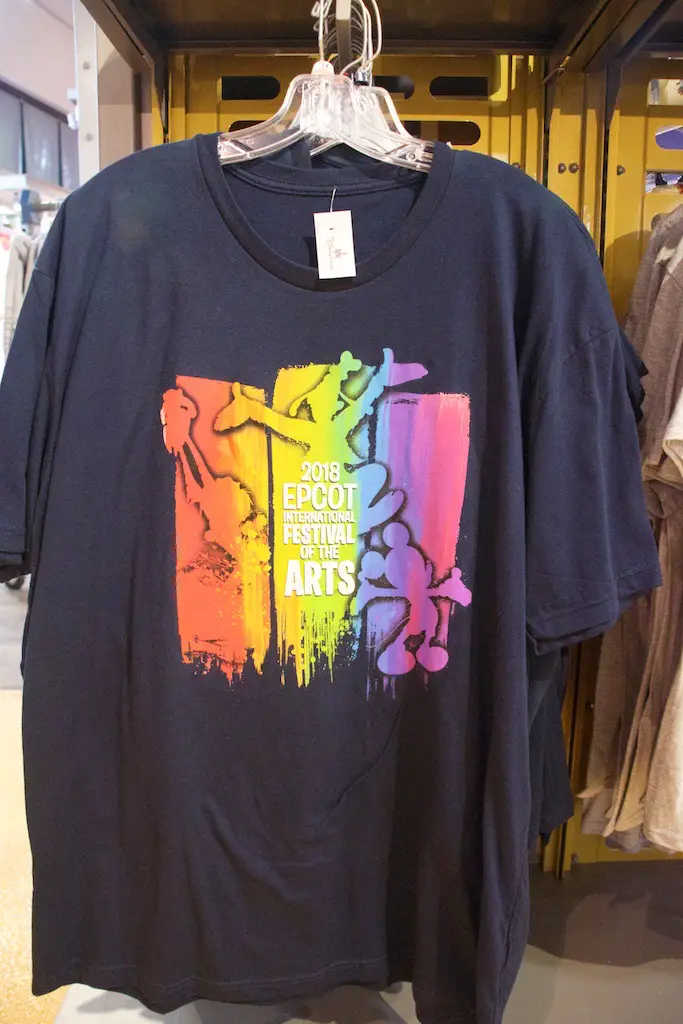 2018
EPCOT
INTERNATIONAL
FESTIVAL
OF THE
ARTS